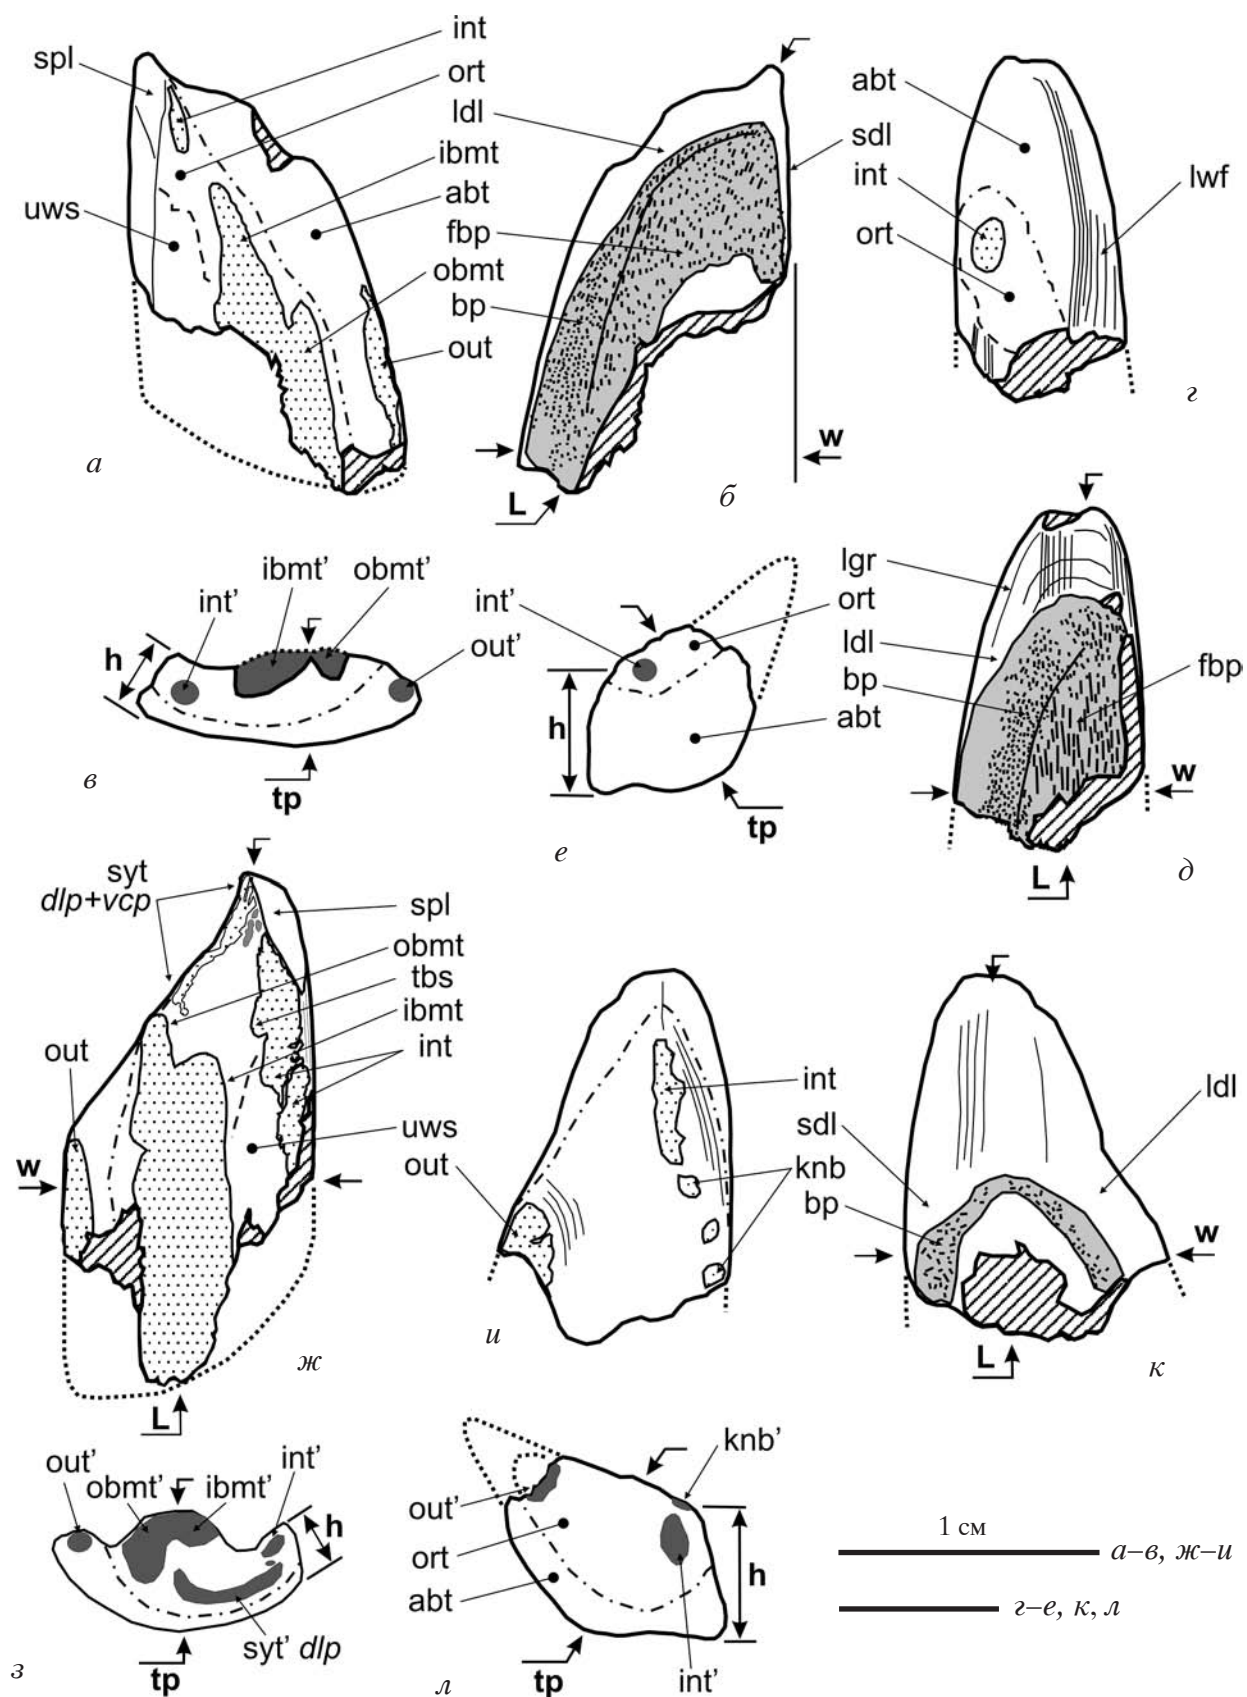 spl
int
ort
ldl
ibmt
abt
uws
fbp
obmt
bp
out
sdl
abt
int
lwf
ort
г
а
w
L
б
ibmt’
obmt’
int’
out’
h
в
tp
int’
ort
ldl
bp
abt
h
е
tp
lgr
fbp
w
L
д
syt
dlp+vcp
spl
obmt
tbs
ibmt
int
out
uws
w
L
ж
int
sdl
ldl
out
knb
bp
w
и
L
к
out’
int’
obmt’
ibmt’
h
syt’ dlp
tp
з
knb’
out’
ort
abt
h
tp
int’
л
1 см
а–в, ж–и
г–е, к, л